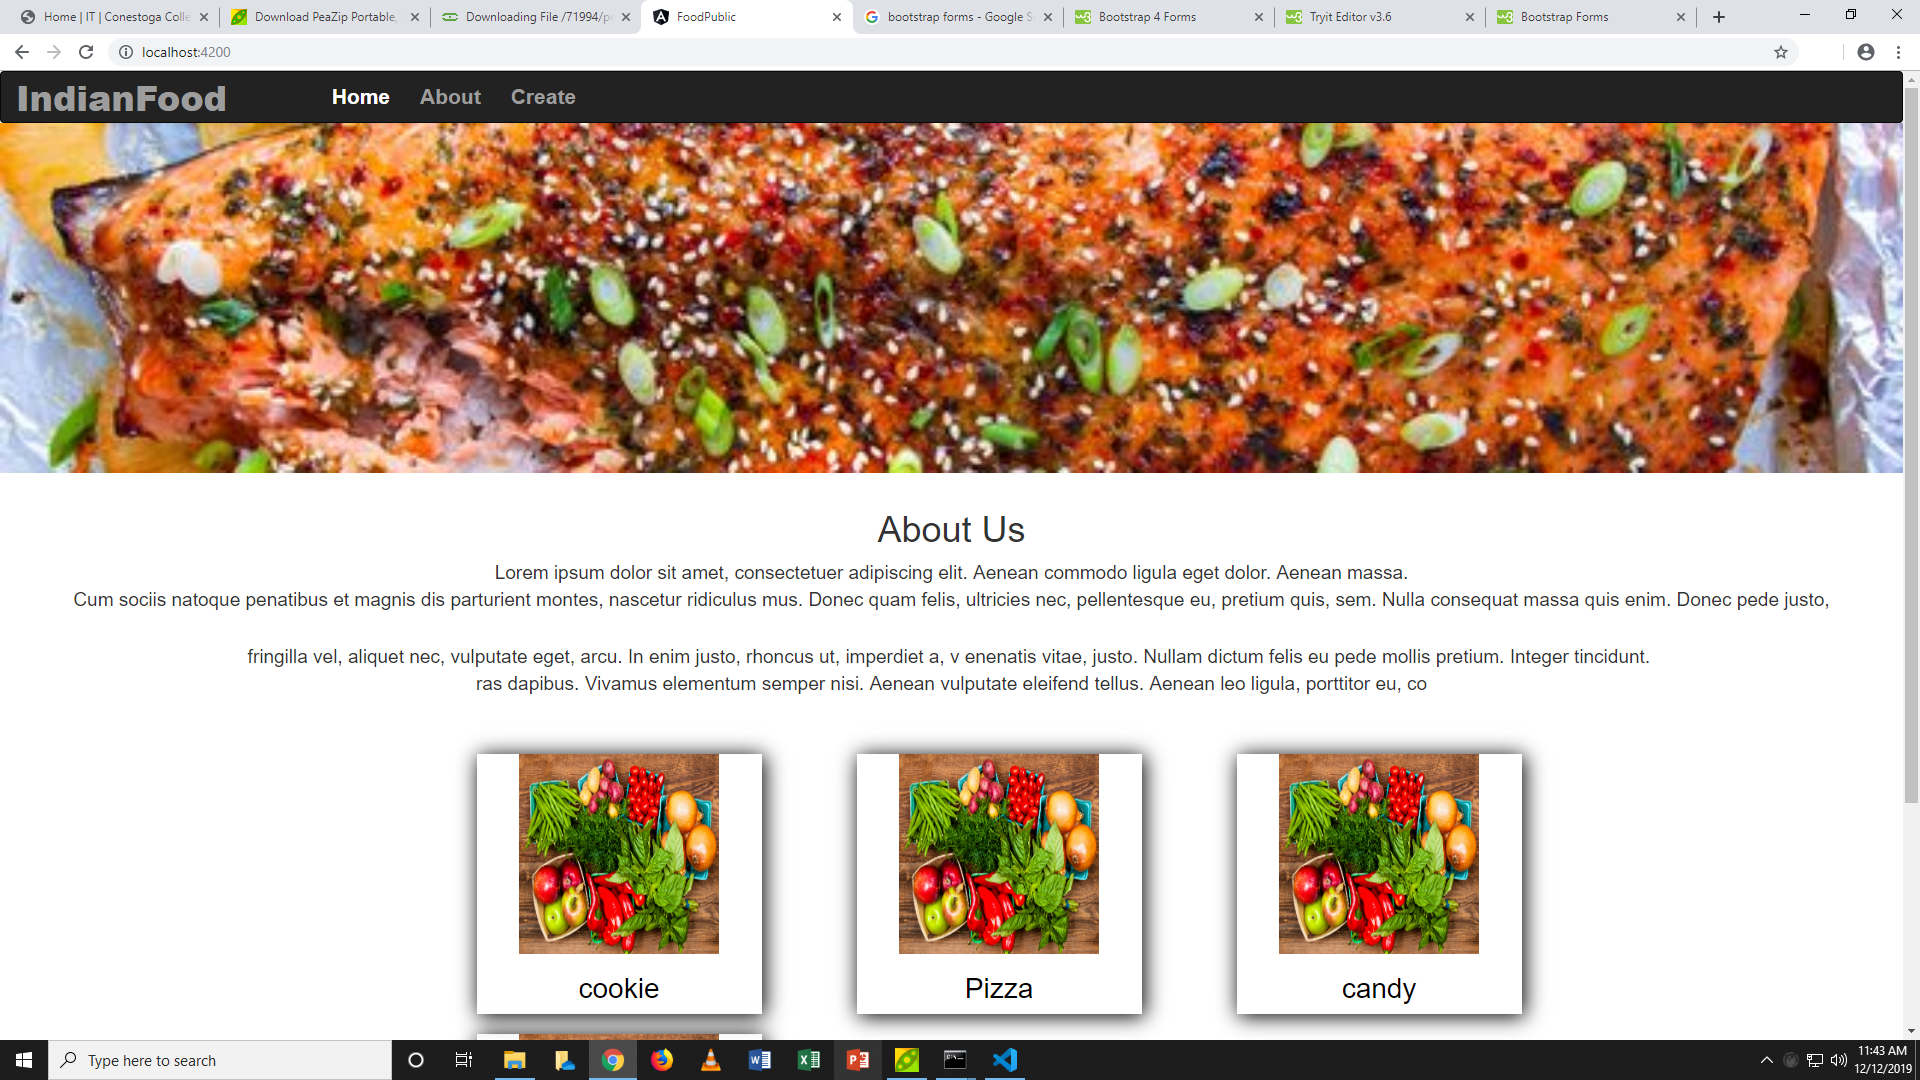 Home | IT | Conestoga Colle
Download PeaZip Portable,
Downloading File /71994/p
FoodPublic
bootstrap forms - Google S
Bootstrap 4 Forms
Tryit Editor v3.6
Bootstrap Forms
localhost:4200
IndianFood
Home
About
Create
About Us
Lorem ipsum dolor sit amet, consectetuer adipiscing elit. Aenean commodo ligula eget dolor. Aenean massa.
Cum sociis natoque penatibus et magnis dis parturient montes, nascetur ridiculus mus. Donec quam felis, ultricies nec, pellentesque eu, pretium quis, sem. Nulla consequat massa quis enim. Donec pede justo,
fringilla vel, aliquet nec, vulputate eget, arcu. In enim justo, rhoncus ut, imperdiet a, v enenatis vitae, justo. Nullam dictum felis eu pede mollis pretium. Integer tincidunt.
ras dapibus. Vivamus elementum semper nisi. Aenean vulputate eleifend tellus. Aenean leo ligula, porttitor eu, co
cookie
Pizza
candy
Type here to search
11:43 AM
12/12/2019